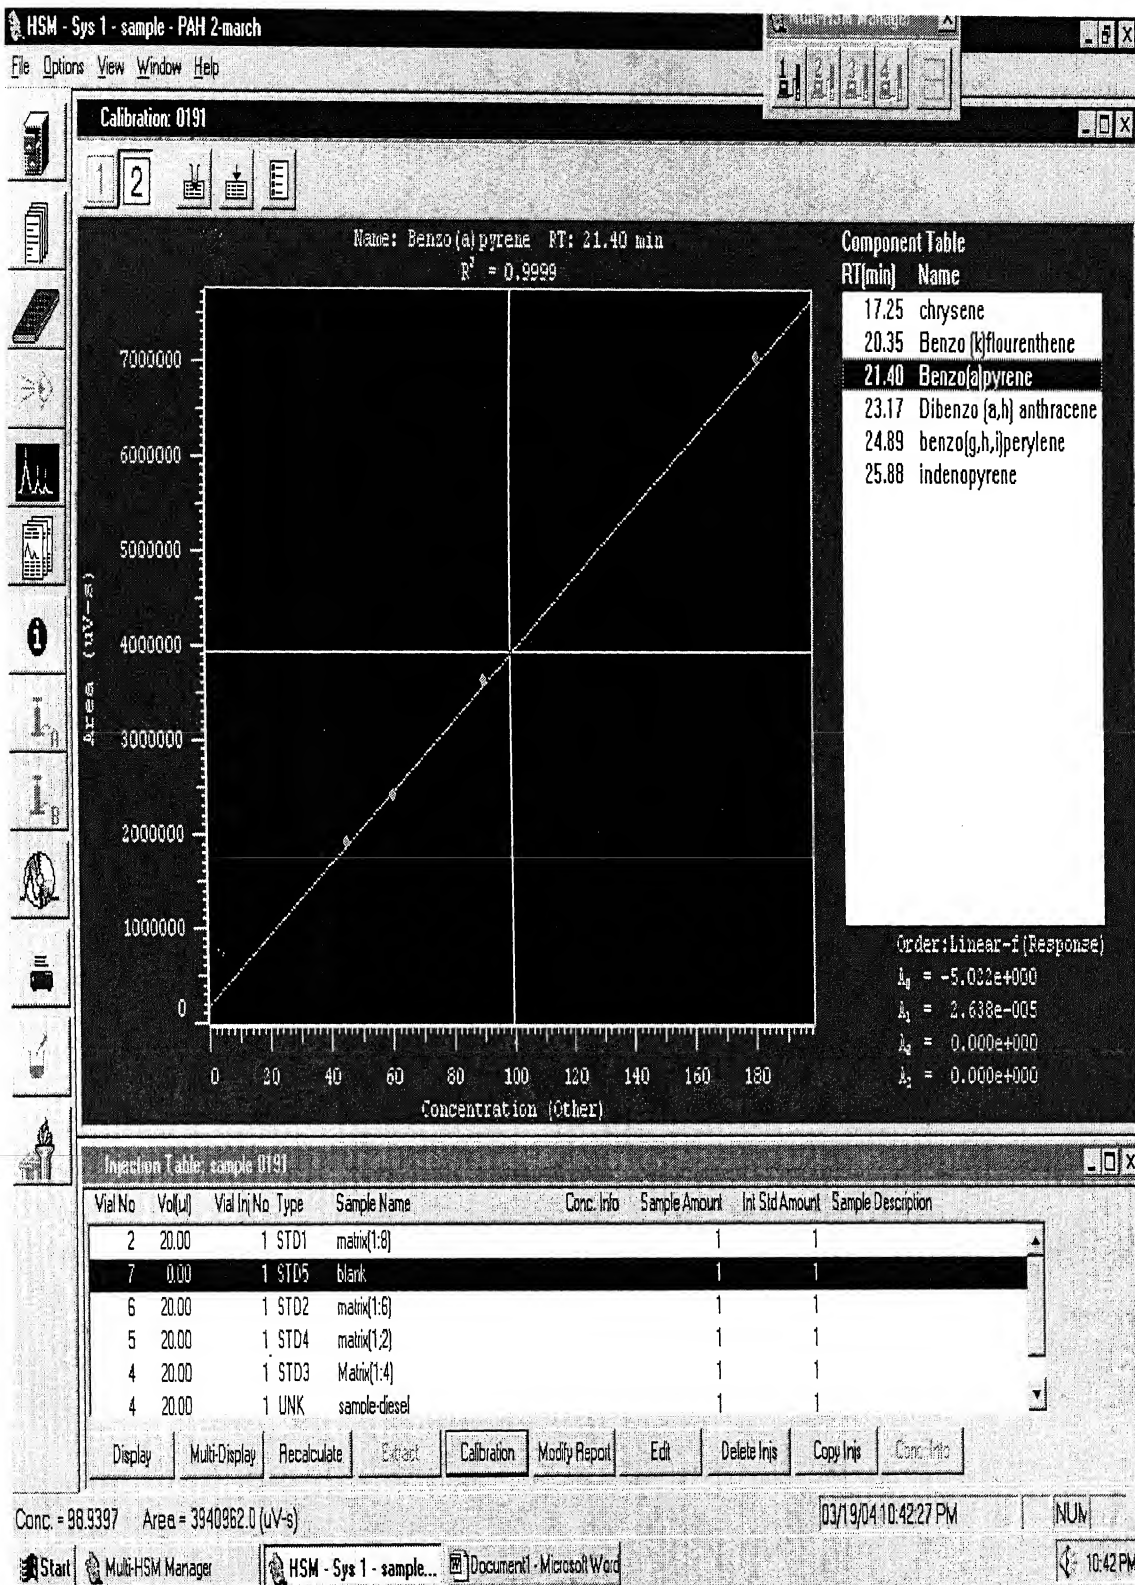 HSM - Sys 1 - sample - PAH 2-march
Manager
File Options View Window Help
1 2 3 4
Calibration: 0191
1 2
Name: Benzo(a)pyrene RT: 21.40 min
R² = 0.9999
Component Table
RT(min) Name
17.25 chrysene
20.35 Benzo (k)flourenthene
21.40 Benzo(a)pyrene
23.17 Dibenzo (a,h) anthracene
24.89 benzo(g,h,i)perylene
25.88 indenopyrene
Area (uV-s)
7000000
6000000
5000000
4000000
3000000
2000000
1000000
0
0 20 40 60 80 100 120 140 160 180
Concentration (Other)
Order:Linear-f(Response)
A₀ = -5.022e+000
A₁ = 2.638e-005
A₂ = 0.000e+000
A₃ = 0.000e+000
A
B
Injection Table: sample 0191
Vial No Vol(ul) Vial Inj No Type Sample Name Conc. Info Sample Amount Int Std Amount Sample Description
2 20.00 1 STD1 matrix(1:8) 1 1
7 0.00 1 STD5 blank 1 1
6 20.00 1 STD2 matrix(1:6) 1 1
5 20.00 1 STD4 matrix(1;2) 1 1
4 20.00 1 STD3 Matrix(1:4) 1 1
4 20.00 1 UNK sample-diesel 1 1
Display Multi-Display Recalculate Extract Calibration Modify Report Edit Delete Injs Copy Injs Conc. Info
Conc. = 98.9397 Area = 3940962.0 (uV-s) 03/19/04 10:42:27 PM NUM
Start Multi-HSM Manager HSM - Sys 1 - sample... Document1 - Microsoft Word 10:42 PM